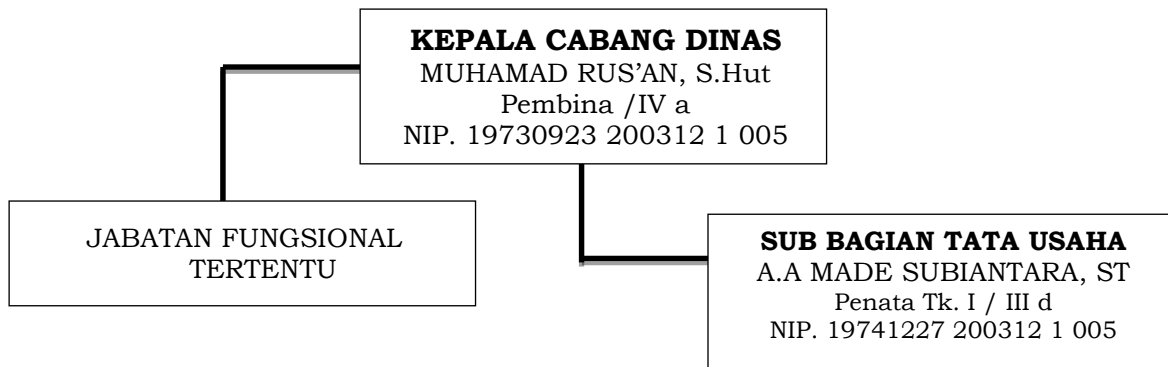 KEPALA CABANG DINAS
MUHAMAD RUS’AN, S.Hut
Pembina /IV a
NIP. 19730923 200312 1 005
JABATAN FUNGSIONAL
TERTENTU
SUB BAGIAN TATA USAHA
A.A MADE SUBIANTARA, ST
Penata Tk. I / III d
NIP. 19741227 200312 1 005